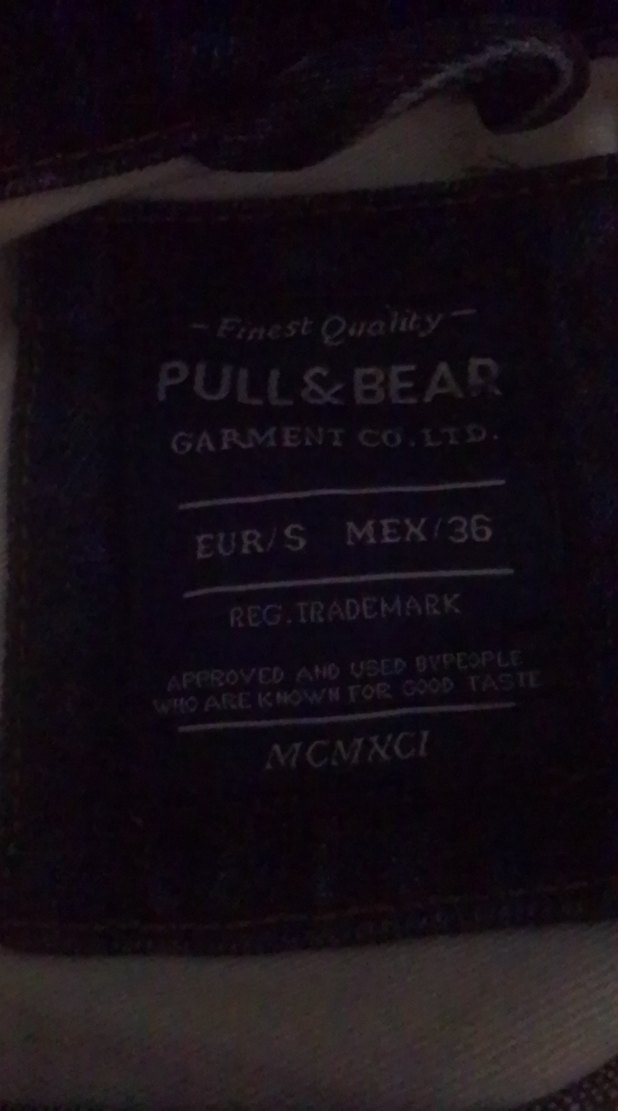 - Finest Quality -
PULL&BEAR
GARMENT CO.LTD.
EUR/S MEX/36
REG.TRADEMARK
APPROVED AND USED BYPEOPLE
WHO ARE KNOWN FOR GOOD TASTE
MCMXCI